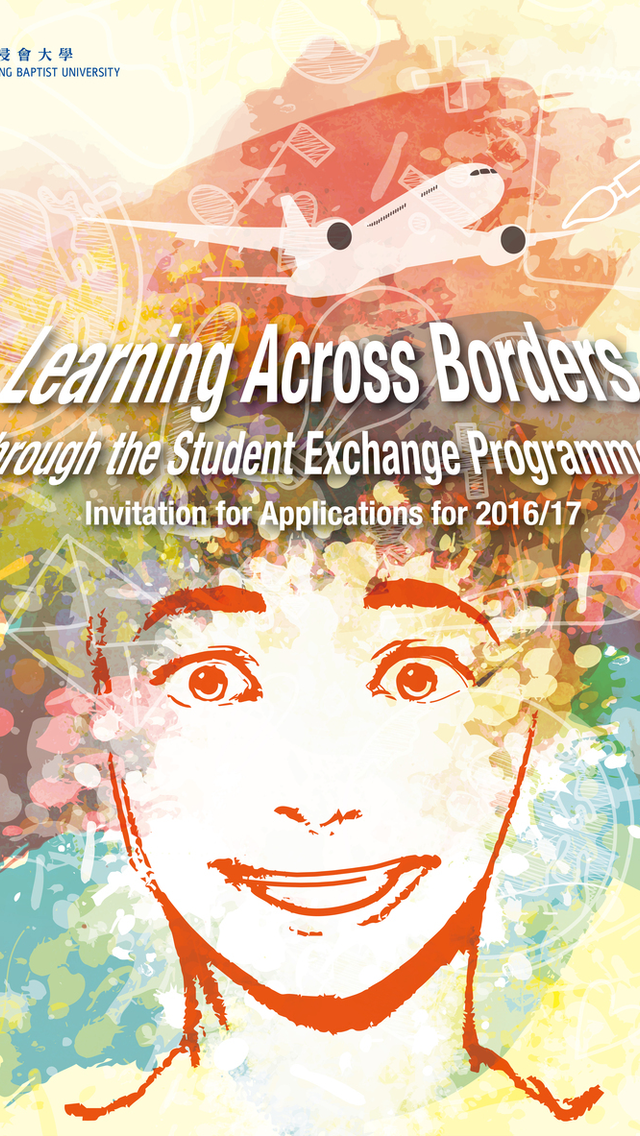 浸會大學
NG BAPTIST UNIVERSITY
Learning Across Borders
hrough the Student Exchange Programm
Invitation for Applications for 2016/17